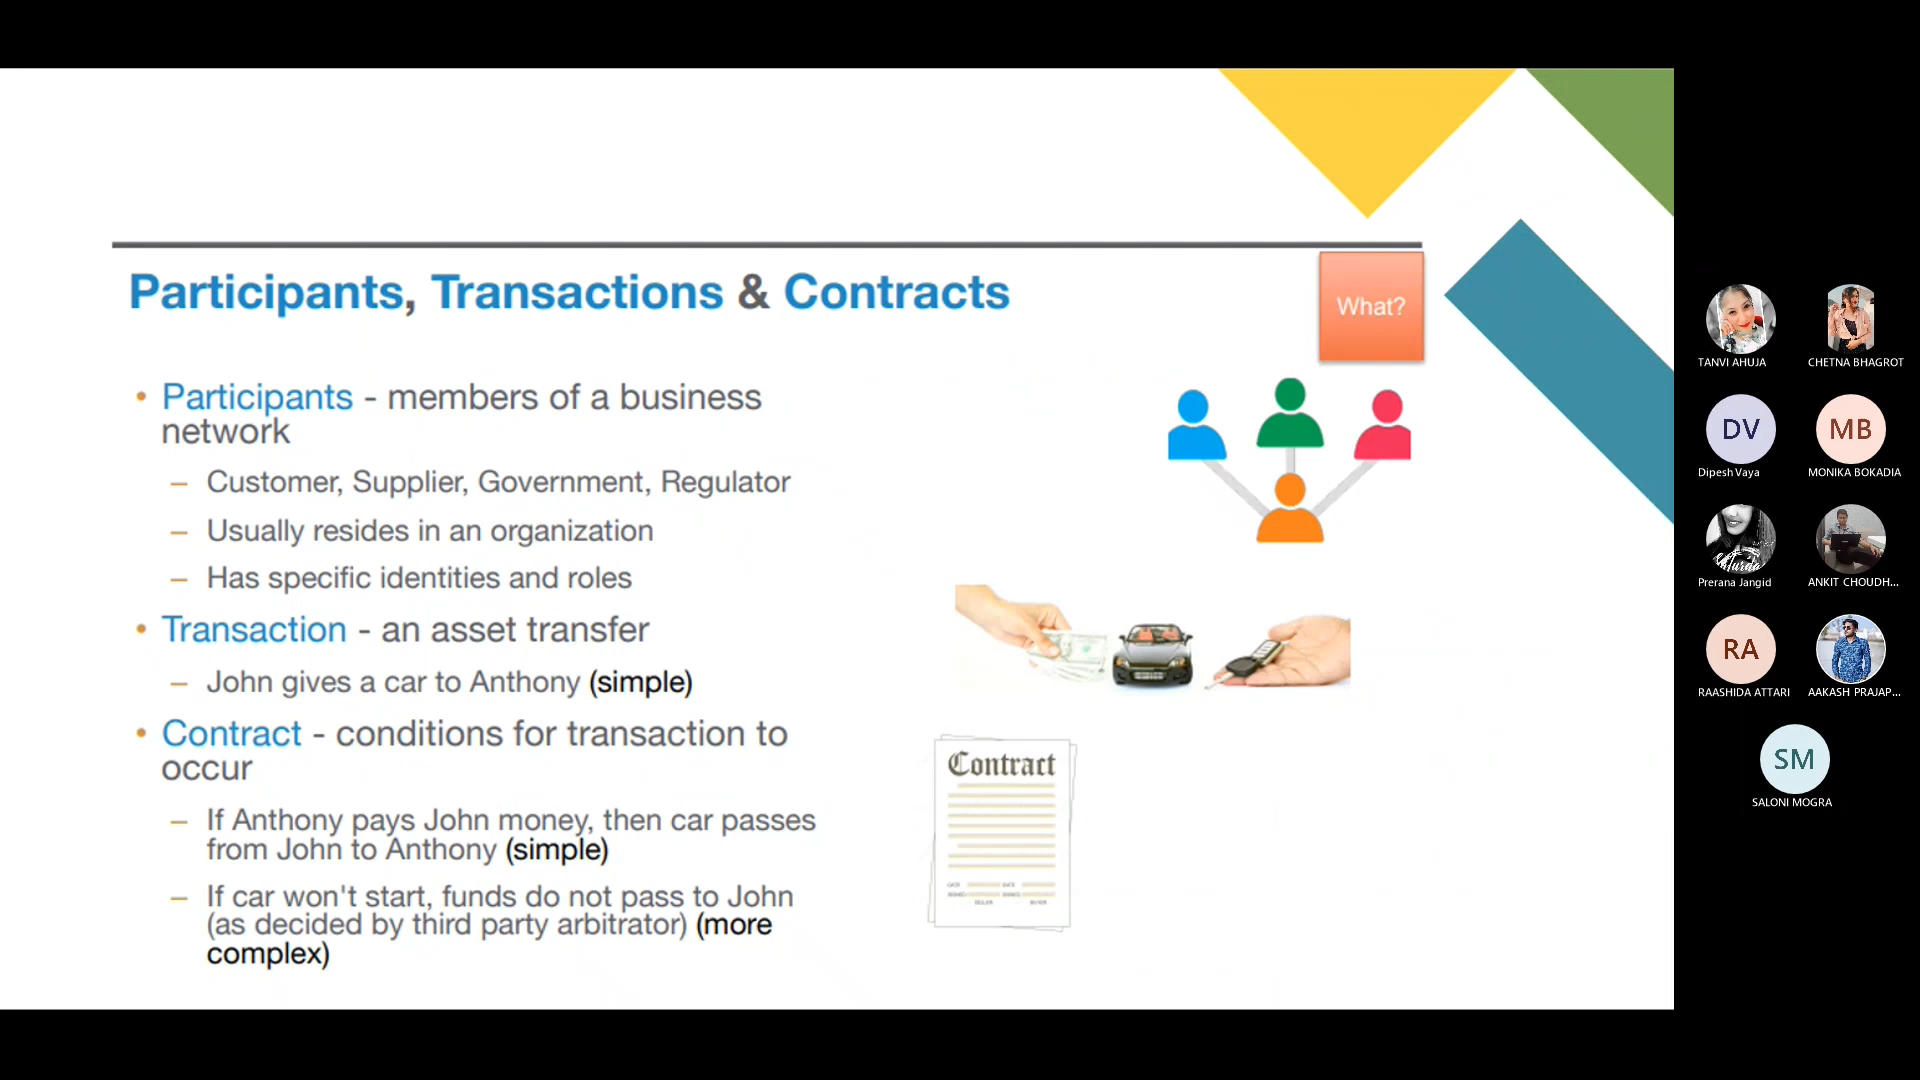 Participants, Transactions & Contracts
What?
• Participants - members of a business
network
– Customer, Supplier, Government, Regulator
– Usually resides in an organization
– Has specific identities and roles
• Transaction - an asset transfer
– John gives a car to Anthony (simple)
• Contract - conditions for transaction to
occur
– If Anthony pays John money, then car passes
from John to Anthony (simple)
– If car won't start, funds do not pass to John
(as decided by third party arbitrator) (more
complex)
Contract
TANVI AHUJA
CHETNA BHAGROT
DV
MB
Dipesh Vaya
MONIKA BOKADIA
Prerana Jangid
ANKIT CHOUDH...
RA
RAASHIDA ATTARI
AAKASH PRAJAP...
SM
SALONI MOGRA